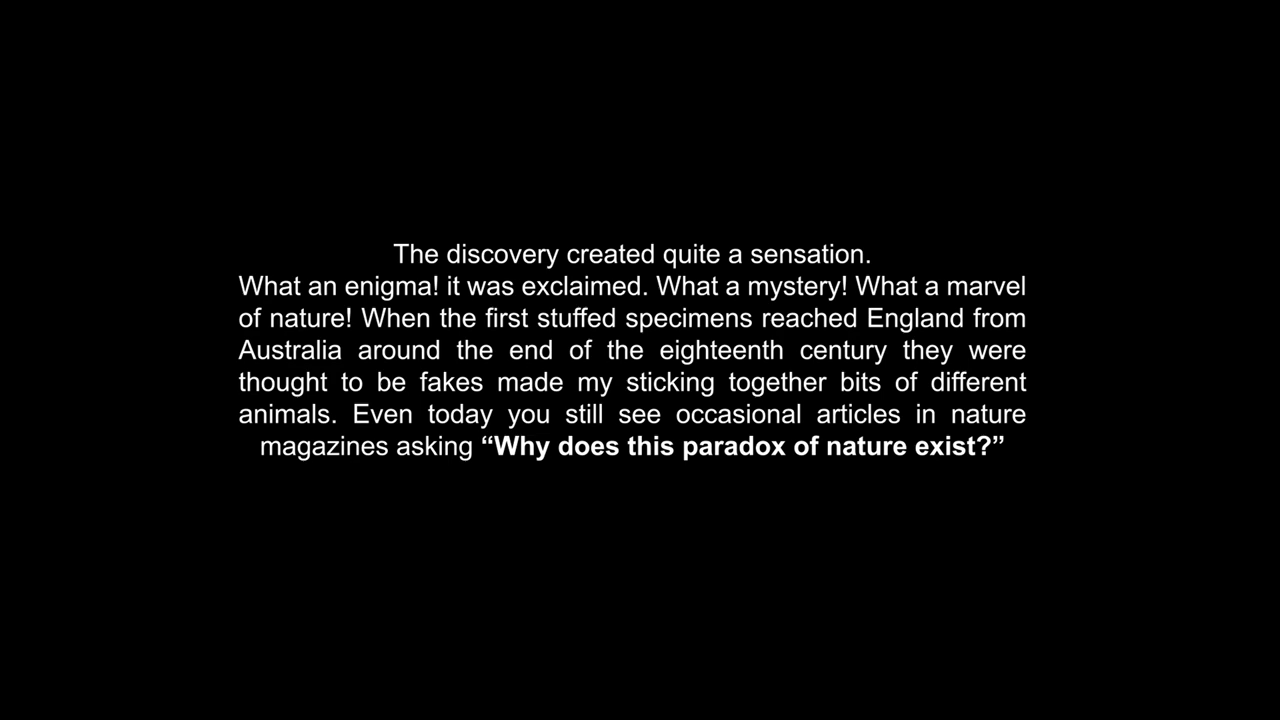 The discovery created quite a sensation.
What an enigma! it was exclaimed. What a mystery! What a marvel
of nature! When the first stuffed specimens reached England from
Australia around the end of the eighteenth century they were
thought to be fakes made my sticking together bits of different
animals. Even today you still see occasional articles in nature
magazines asking “Why does this paradox of nature exist?”